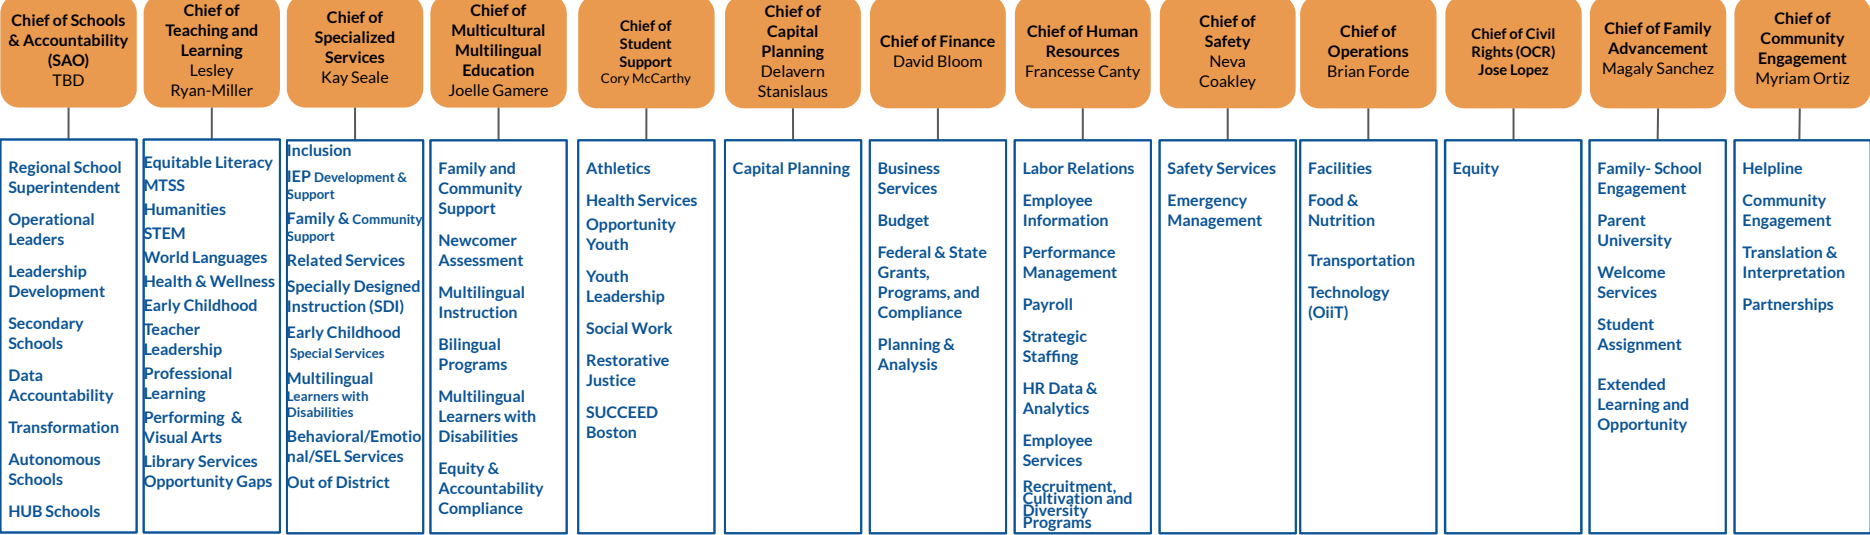 Chief of Schools
& Accountability
(SAO)
TBD
Regional School
Superintendent
Operational
Leaders
Leadership
Development
Secondary
Schools
Data
Accountability
Transformation
Autonomous
Schools
HUB Schools
Chief of
Teaching and
Learning
Lesley
Ryan-Miller
Equitable Literacy
MTSS
Humanities
STEM
World Languages
Health & Wellness
Early Childhood
Teacher
Leadership
Professional
Learning
Performing &
Visual Arts
Library Services
Opportunity Gaps
Chief of
Specialized
Services
Kay Seale
Inclusion
IEP Development &
Support
Family & Community
Support
Related Services
Specially Designed
Instruction (SDI)
Early Childhood
Special Services
Multilingual
Learners with
Disabilities
Behavioral/Emotio
nal/SEL Services
Out of District
Chief of
Multicultural
Multilingual
Education
Joelle Gamere
Family and
Community
Support
Newcomer
Assessment
Multilingual
Instruction
Bilingual
Programs
Multilingual
Learners with
Disabilities
Equity &
Accountability
Compliance
Chief of
Student
Support
Cory McCarthy
Athletics
Health Services
Opportunity
Youth
Youth
Leadership
Social Work
Restorative
Justice
SUCCEED
Boston
Chief of
Capital
Planning
Delavern
Stanislaus
Capital Planning
Chief of Finance
David Bloom
Business
Services
Budget
Federal & State
Grants,
Programs, and
Compliance
Planning &
Analysis
Chief of Human
Resources
Francesse Canty
Labor Relations
Employee
Information
Performance
Management
Payroll
Strategic
Staffing
HR Data &
Analytics
Employee
Services
Recruitment,
Cultivation and
Diversity
Programs
Chief of
Safety
Neva
Coakley
Safety Services
Emergency
Management
Chief of
Operations
Brian Forde
Facilities
Food &
Nutrition
Transportation
Technology
(OiiT)
Chief of Civil
Rights (OCR)
Jose Lopez
Equity
Chief of Family
Advancement
Magaly Sanchez
Family- School
Engagement
Parent
University
Welcome
Services
Student
Assignment
Extended
Learning and
Opportunity
Chief of
Community
Engagement
Myriam Ortiz
Helpline
Community
Engagement
Translation &
Interpretation
Partnerships